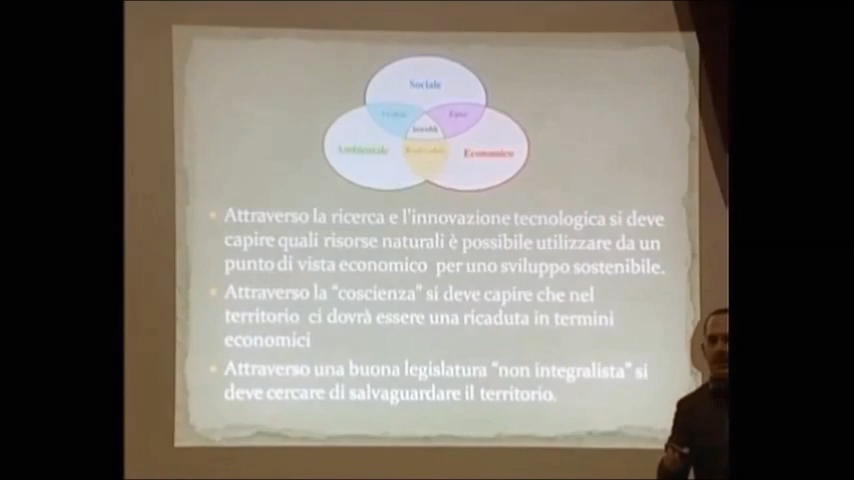 Sociale
Ambientale
Economico
Attraverso la ricerca e l'innovazione tecnologica si deve
capire quali risorse naturali è possibile utilizzare da un
punto di vista economico per uno sviluppo sostenibile.
Attraverso la "coscienza" si deve capire che nel
territorio ci dovrà essere una ricaduta in termini
economici
Attraverso una buona legislatura "non integralista" si
deve cercare di salvaguardare il territorio.